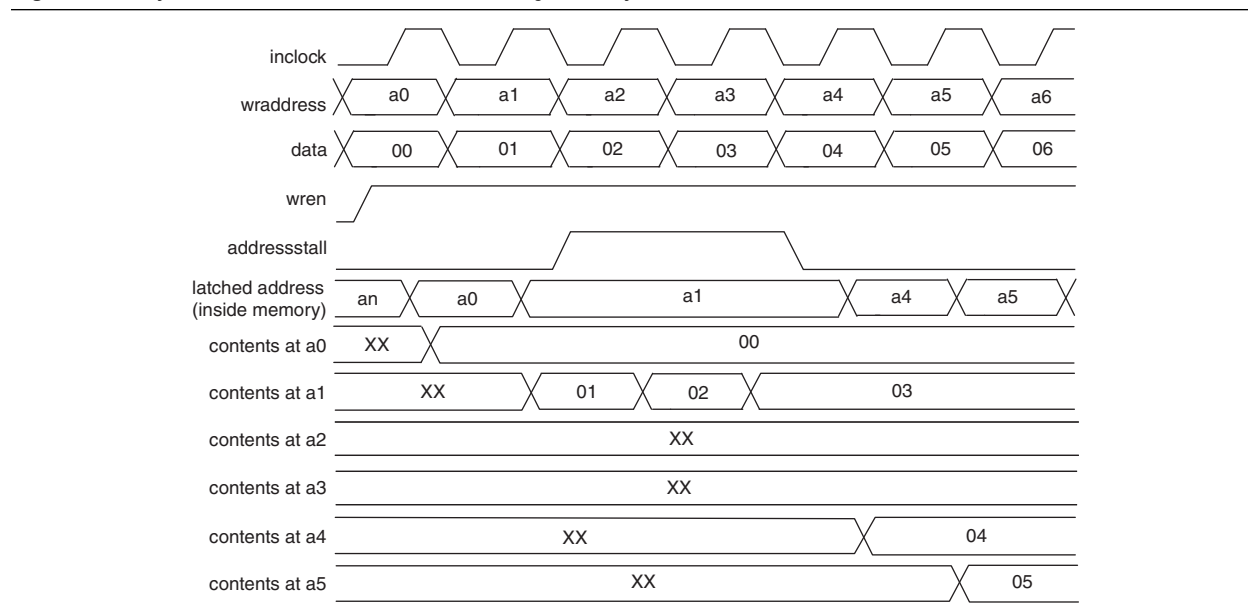 inclock
wraddress a0 a1 a2 a3 a4 a5 a6
data 00 01 02 03 04 05 06
wren
addressstall
latched address
(inside memory) an a0 a1 a4 a5
contents at a0 XX 00
contents at a1 XX 01 02 03
contents at a2 XX
contents at a3 XX
contents at a4 XX 04
contents at a5 XX 05